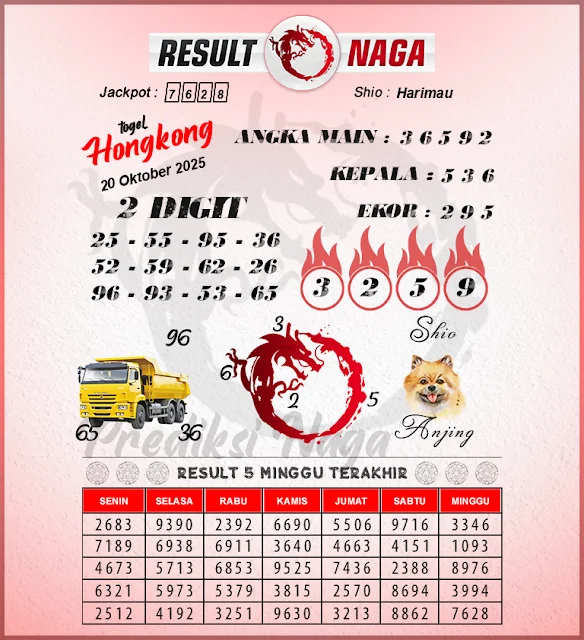 RESULT NAGA
Jackpot : 7 6 2 8 Shio : Harimau
Togel
Hongkong
20 Oktober 2025
ANGKA MAIN : 3 6 5 9 2
KEPALA : 5 3 6
2 DIGIT
EKOR : 2 9 5
25 - 55 - 95 - 36
52 - 59 - 62 - 26
96 - 93 - 53 - 65
3 2 5 9
96
3
Shio
6
2
5
65
36
Anjing
Prediksi Naga
RESULT 5 MINGGU TERAKHIR
SENIN SELASA RABU KAMIS JUMAT SABTU MINGGU
2683 9390 2392 6690 5506 9716 3346
7189 6938 6911 3640 4663 4151 1093
4673 5713 6853 9525 7436 2388 8976
6321 5973 5379 3815 2570 8694 3994
2512 4192 3251 9630 3213 8862 7628